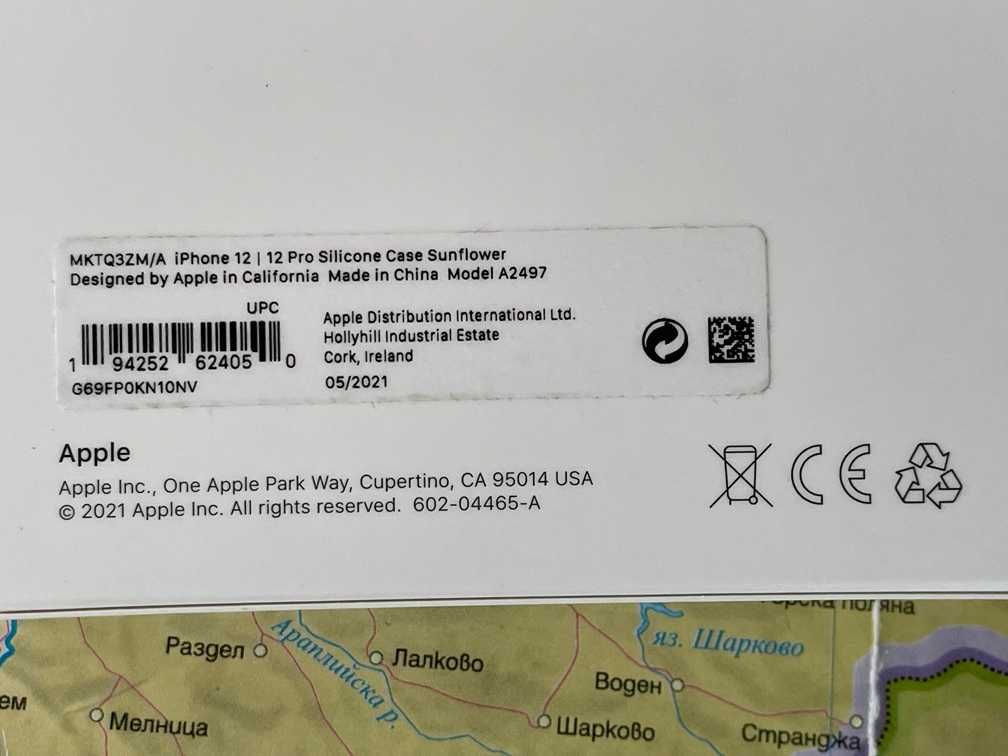 MKTQ3ZM/A iPhone 12 | 12 Pro Silicone Case Sunflower
Designed by Apple in California Made in China Model A2497
UPC
1 94252 62405 0
G69FP0KN10NV
Apple Distribution International Ltd.
Hollyhill Industrial Estate
Cork, Ireland
05/2021
Apple
Apple Inc., One Apple Park Way, Cupertino, CA 95014 USA
© 2021 Apple Inc. All rights reserved. 602-04465-A
CE
поляна
Раздел
Араплийска р.
Лалково
яз. Шарково
Воден
Мелница
Шарково
Странджа